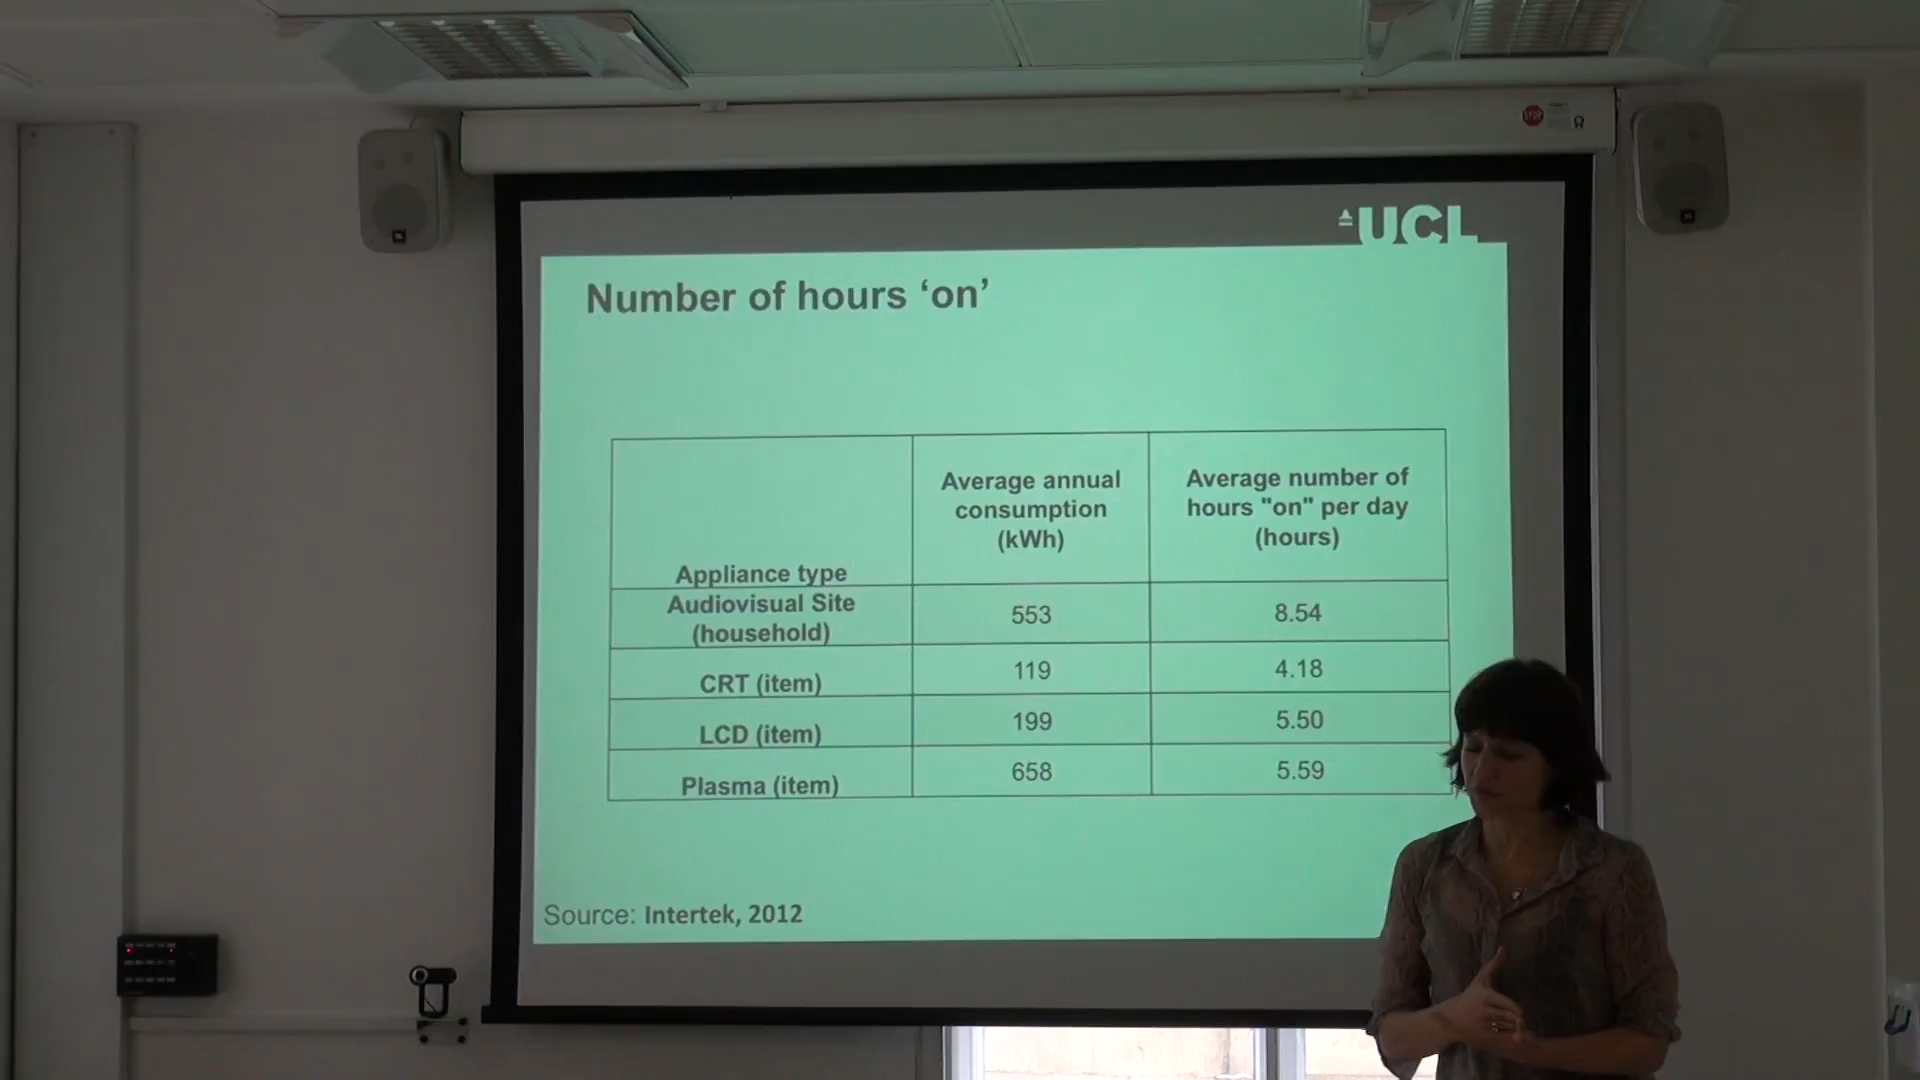 STOP
UCL
Number of hours ‘on’
Average annual
consumption
(kWh)
Average number of
hours "on" per day
(hours)
Appliance type
Audiovisual Site
(household)
553
8.54
CRT (item)
119
4.18
LCD (item)
199
5.50
Plasma (item)
658
5.59
Source: Intertek, 2012